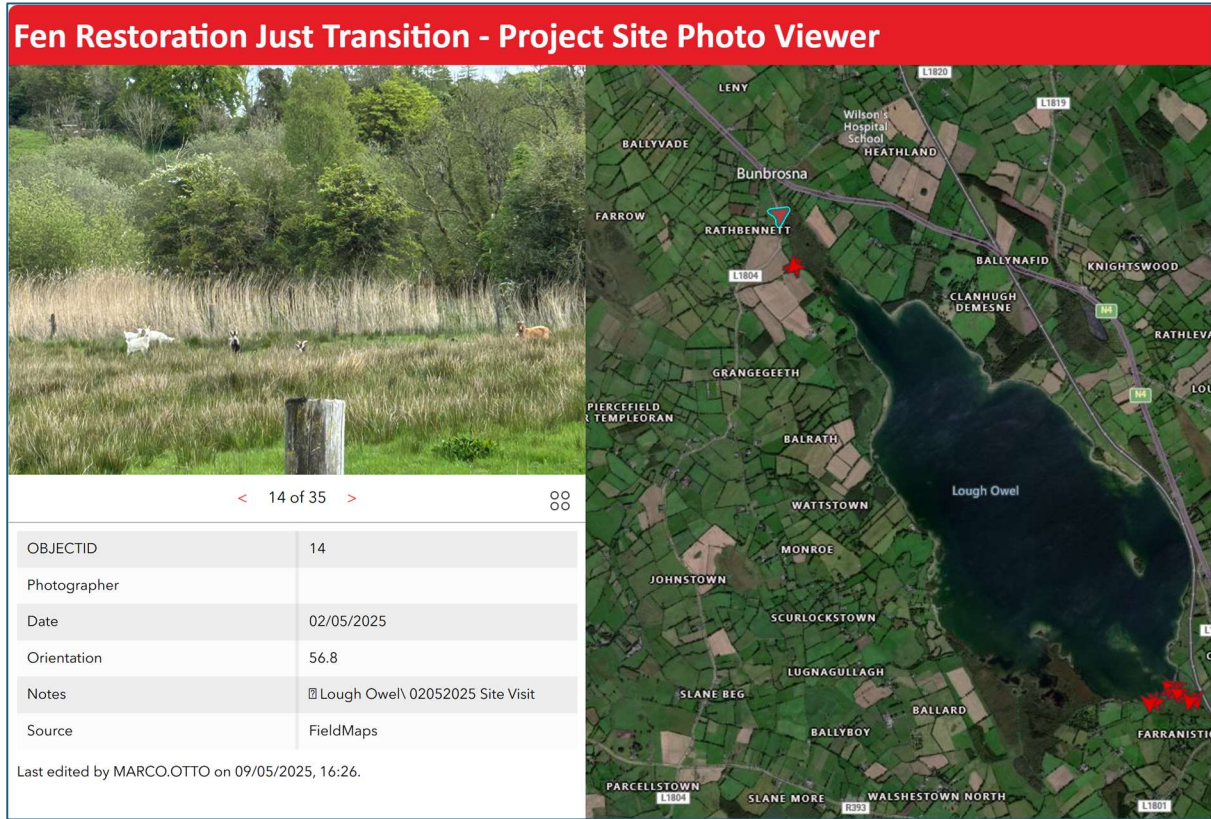 Fen Restoration Just Transition - Project Site Photo Viewer
< 14 of 35 >
OBJECTID 14
Photographer
Date 02/05/2025
Orientation 56.8
Notes Lough Owel\ 02052025 Site Visit
Source FieldMaps
Last edited by MARCO.OTTO on 09/05/2025, 16:26.
L1820
LENY
L1819
Wilson's
Hospital
School
BALLYVADE
HEATHLAND
Bunbrosna
FARROW
RATHBENNETT
BALLYNAFID
KNIGHTSWOOD
L1804
CLANHUGH
DEMESNE
N4
RATHLEVA
GRANGEGEETH
N4
LOU
PIERCEFIELD
R TEMPLEORAN
BALRATH
Lough Owel
WATTSTOWN
MONROE
JOHNSTOWN
SCURLOCKSTOWN
LUGNAGULLAGH
SLANE BEG
BALLARD
BALLYBOY
FARRANISTI
PARCELLSTOWN
L1804
SLANE MORE
WALSHESTOWN NORTH
R393
L1801